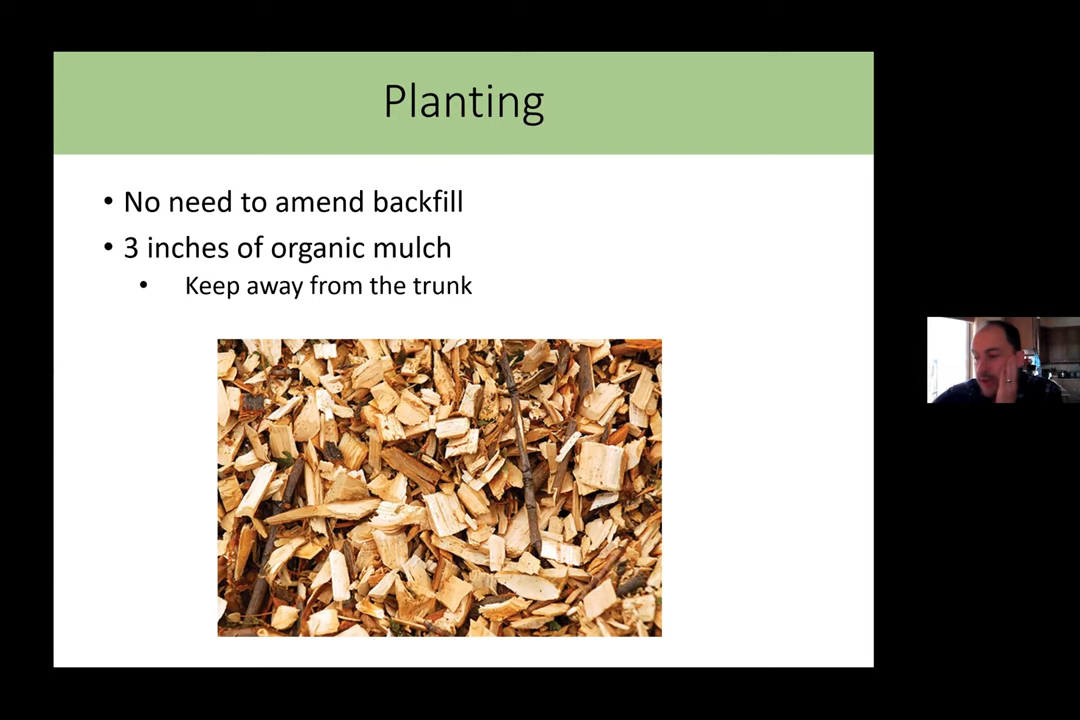 Planting
• No need to amend backfill
• 3 inches of organic mulch
• Keep away from the trunk